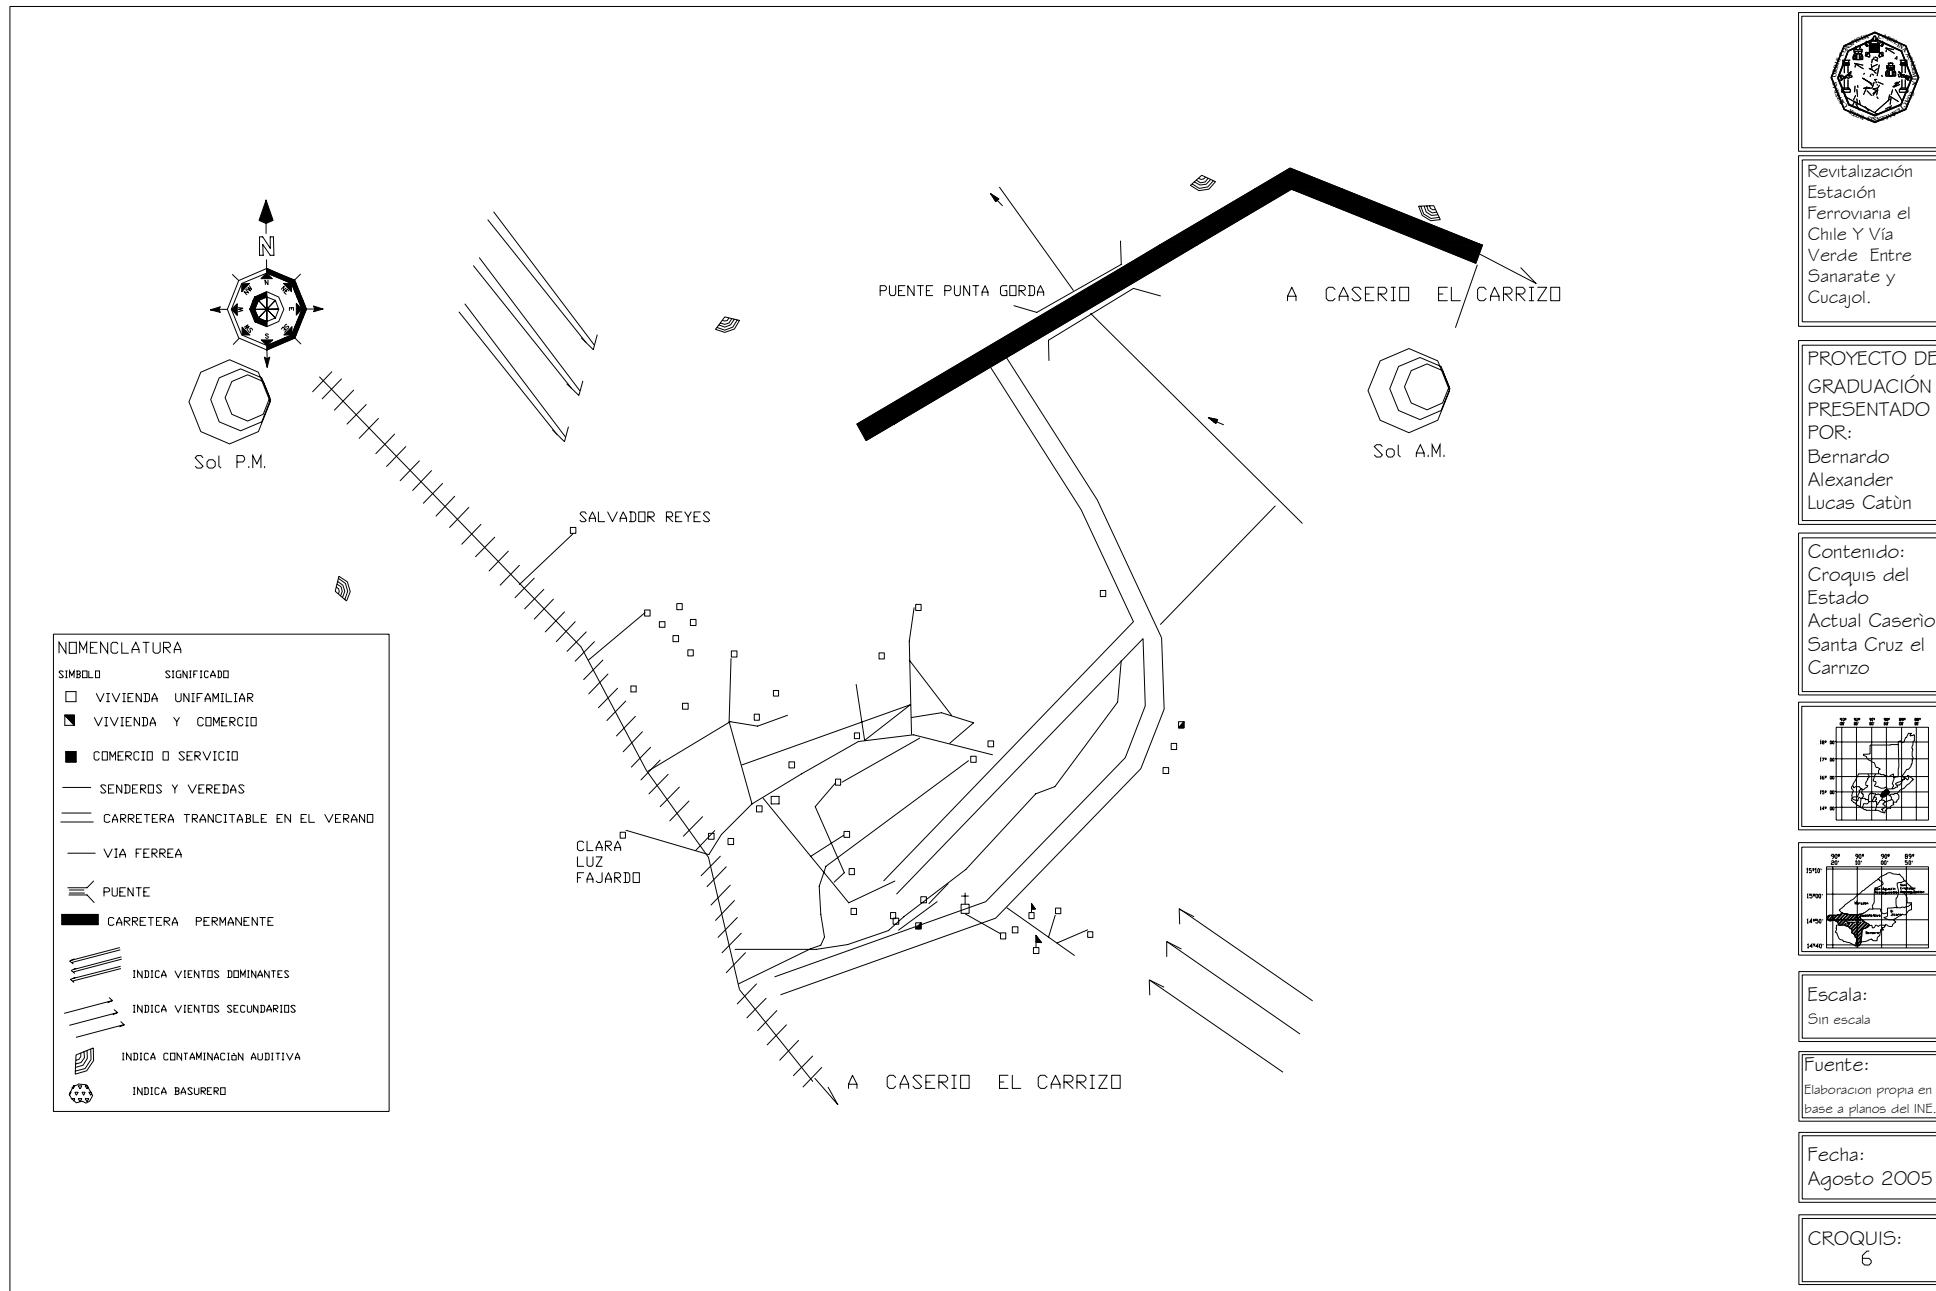 N
Sol P.M.
PUENTE PUNTA GORDA
A CASERIO EL CARRIZO
Sol A.M.
SALVADOR REYES
CLARA
LUZ
FAJARDO
A CASERIO EL CARRIZO
NOMENCLATURA
SIMBOLO SIGNIFICADO
VIVIENDA UNIFAMILIAR
VIVIENDA Y COMERCIO
COMERCIO O SERVICIO
SENDEROS Y VEREDAS
CARRETERA TRANCITABLE EN EL VERANO
VIA FERREA
PUENTE
CARRETERA PERMANENTE
INDICA VIENTOS DOMINANTES
INDICA VIENTOS SECUNDARIOS
INDICA CONTAMINACIÓN AUDITIVA
INDICA BASURERO
Revitalización
Estación
Ferroviaria el
Chile Y Vía
Verde Entre
Sanarate y
Cucajol.
PROYECTO DE
GRADUACIÓN
PRESENTADO
POR:
Bernardo
Alexander
Lucas Catùn
Contenido:
Croquis del
Estado
Actual Caserìo
Santa Cruz el
Carrizo
Escala:
Sin escala
Fuente:
Elaboracion propia en
base a planos del INE.
Fecha:
Agosto 2005
CROQUIS:
6